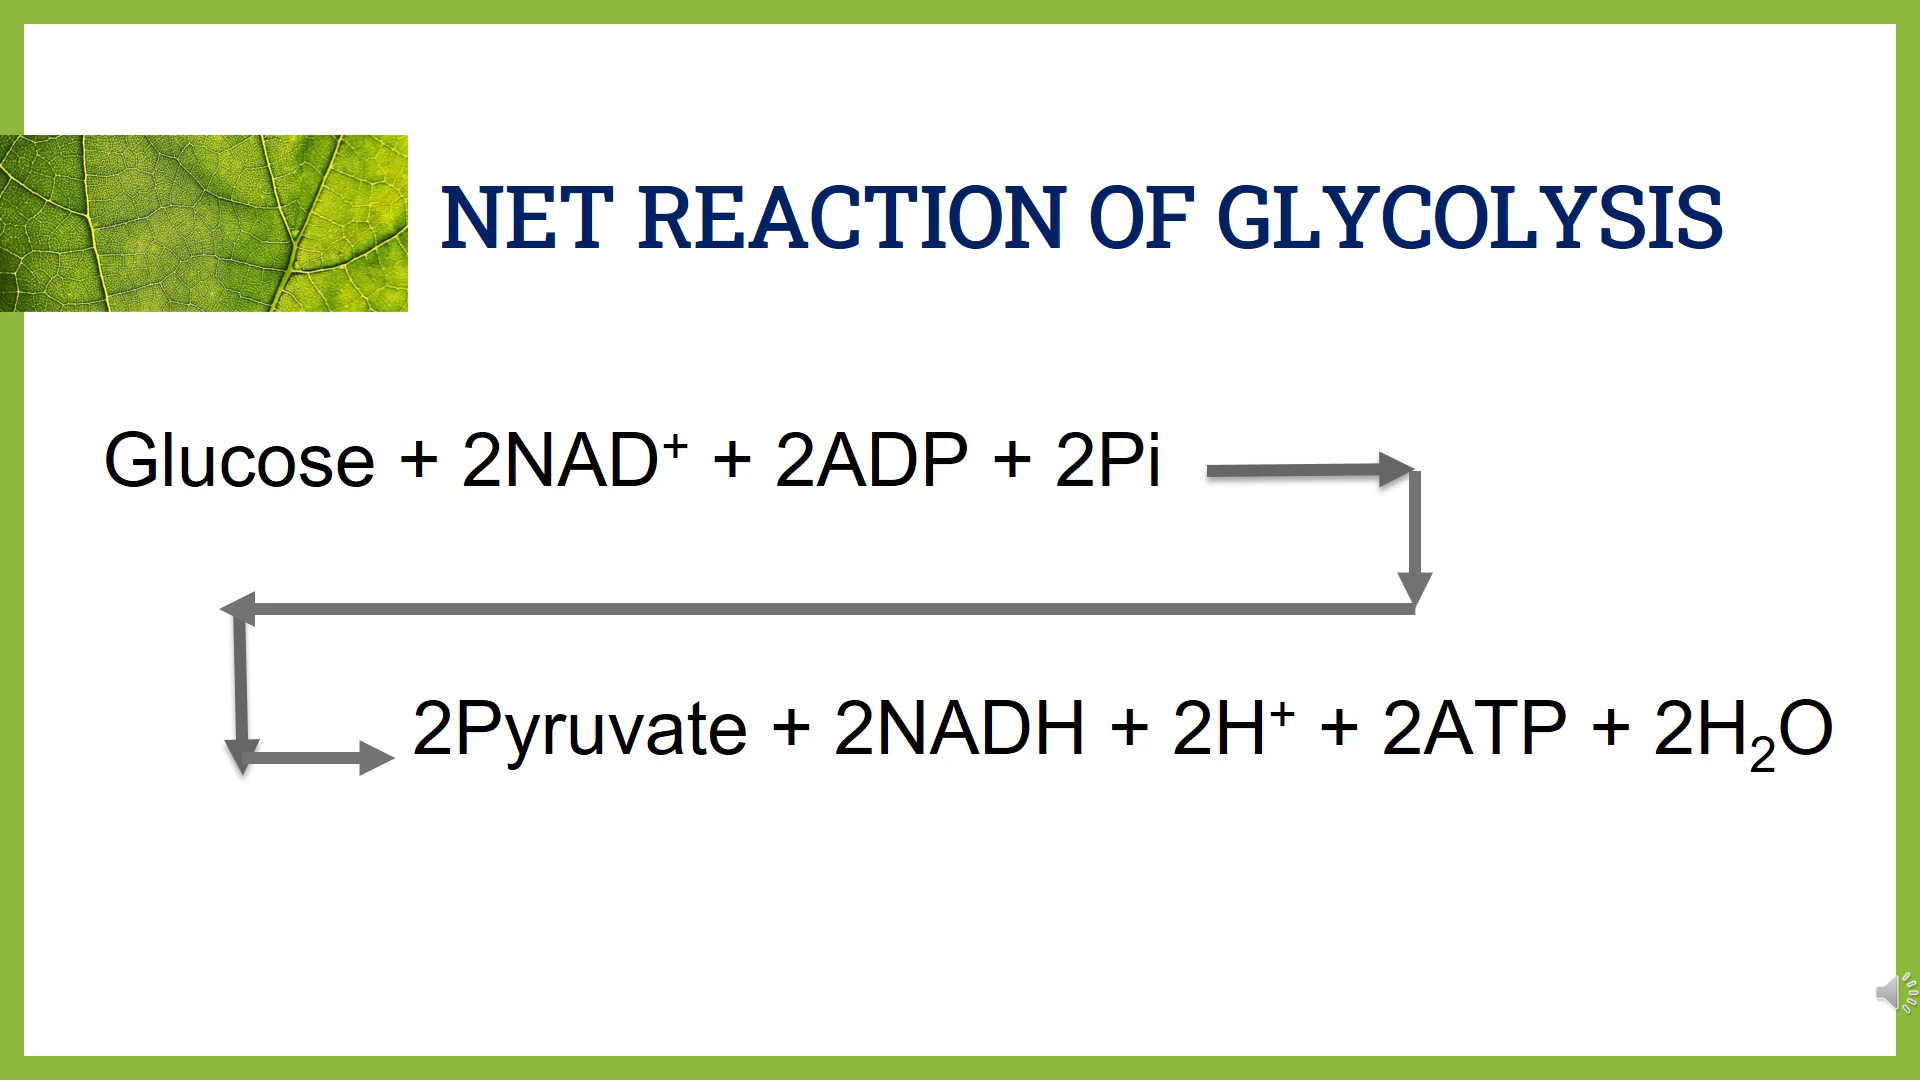 NET REACTION OF GLYCOLYSIS
Glucose + 2NAD⁺ + 2ADP + 2Pi
2Pyruvate + 2NADH + 2H⁺ + 2ATP + 2H₂O